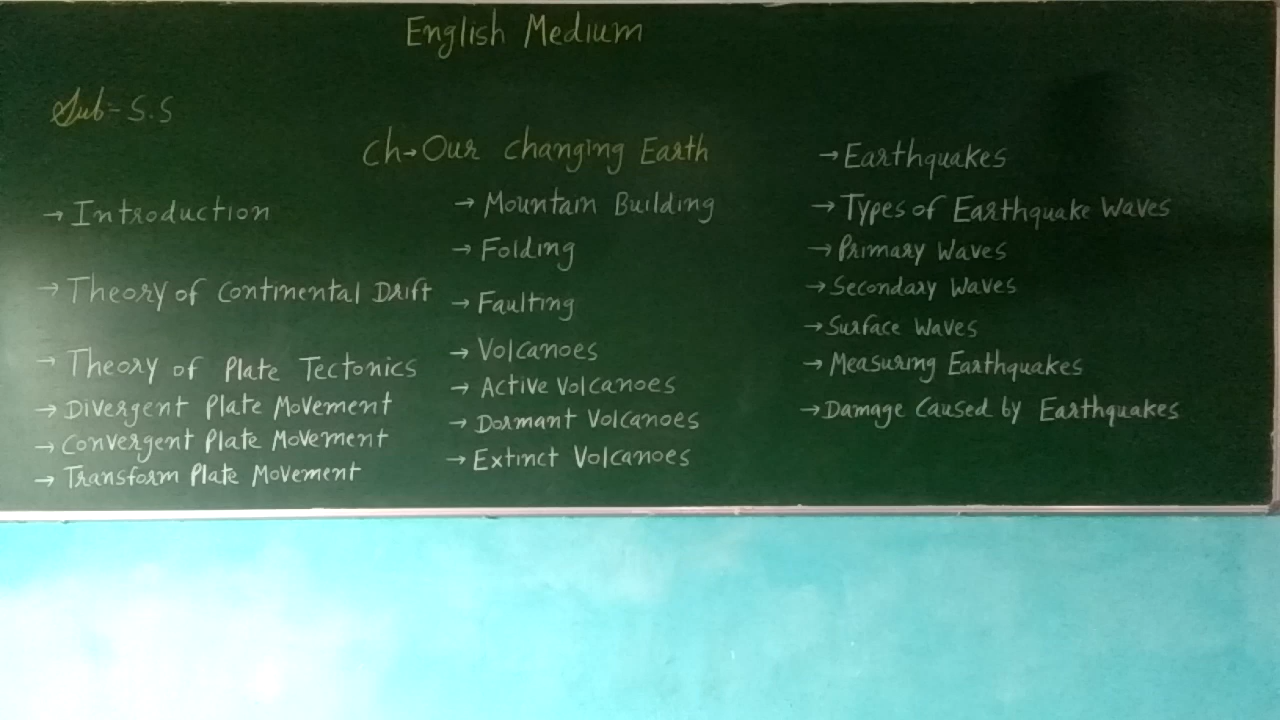 English Medium
Sub-S.S
Ch→Our changing Earth
→ Introduction
→ Theory of Continental Drift
→ Theory of Plate Tectonics
→ Divergent Plate Movement
→ Convergent Plate Movement
→ Transform Plate Movement
→ Mountain Building
→ Folding
→ Faulting
→ Volcanoes
→ Active Volcanoes
→ Dormant Volcanoes
→ Extinct Volcanoes
→ Earthquakes
→ Types of Earthquake Waves
→ Primary Waves
→ Secondary Waves
→ Surface Waves
→ Measuring Earthquakes
→ Damage Caused by Earthquakes